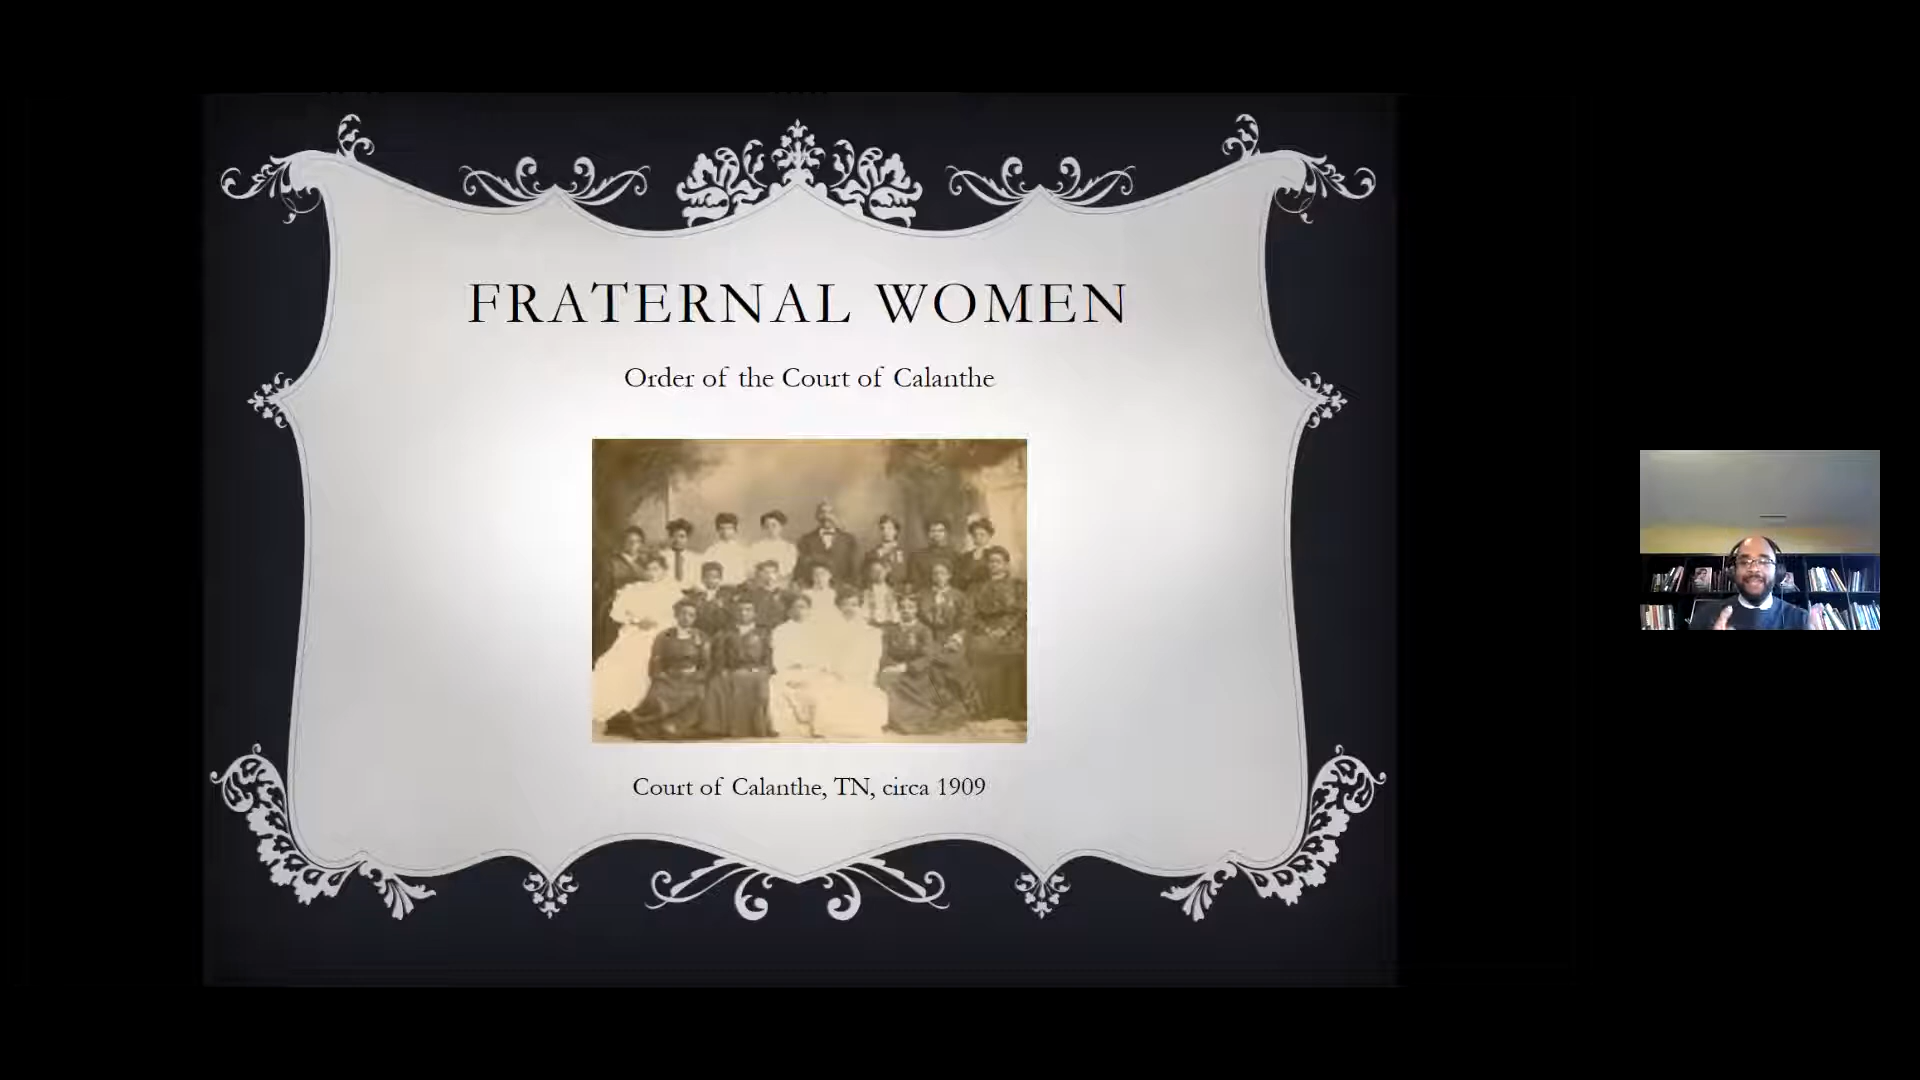 FRATERNAL WOMEN
Order of the Court of Calanthe
Court of Calanthe, TN, circa 1909